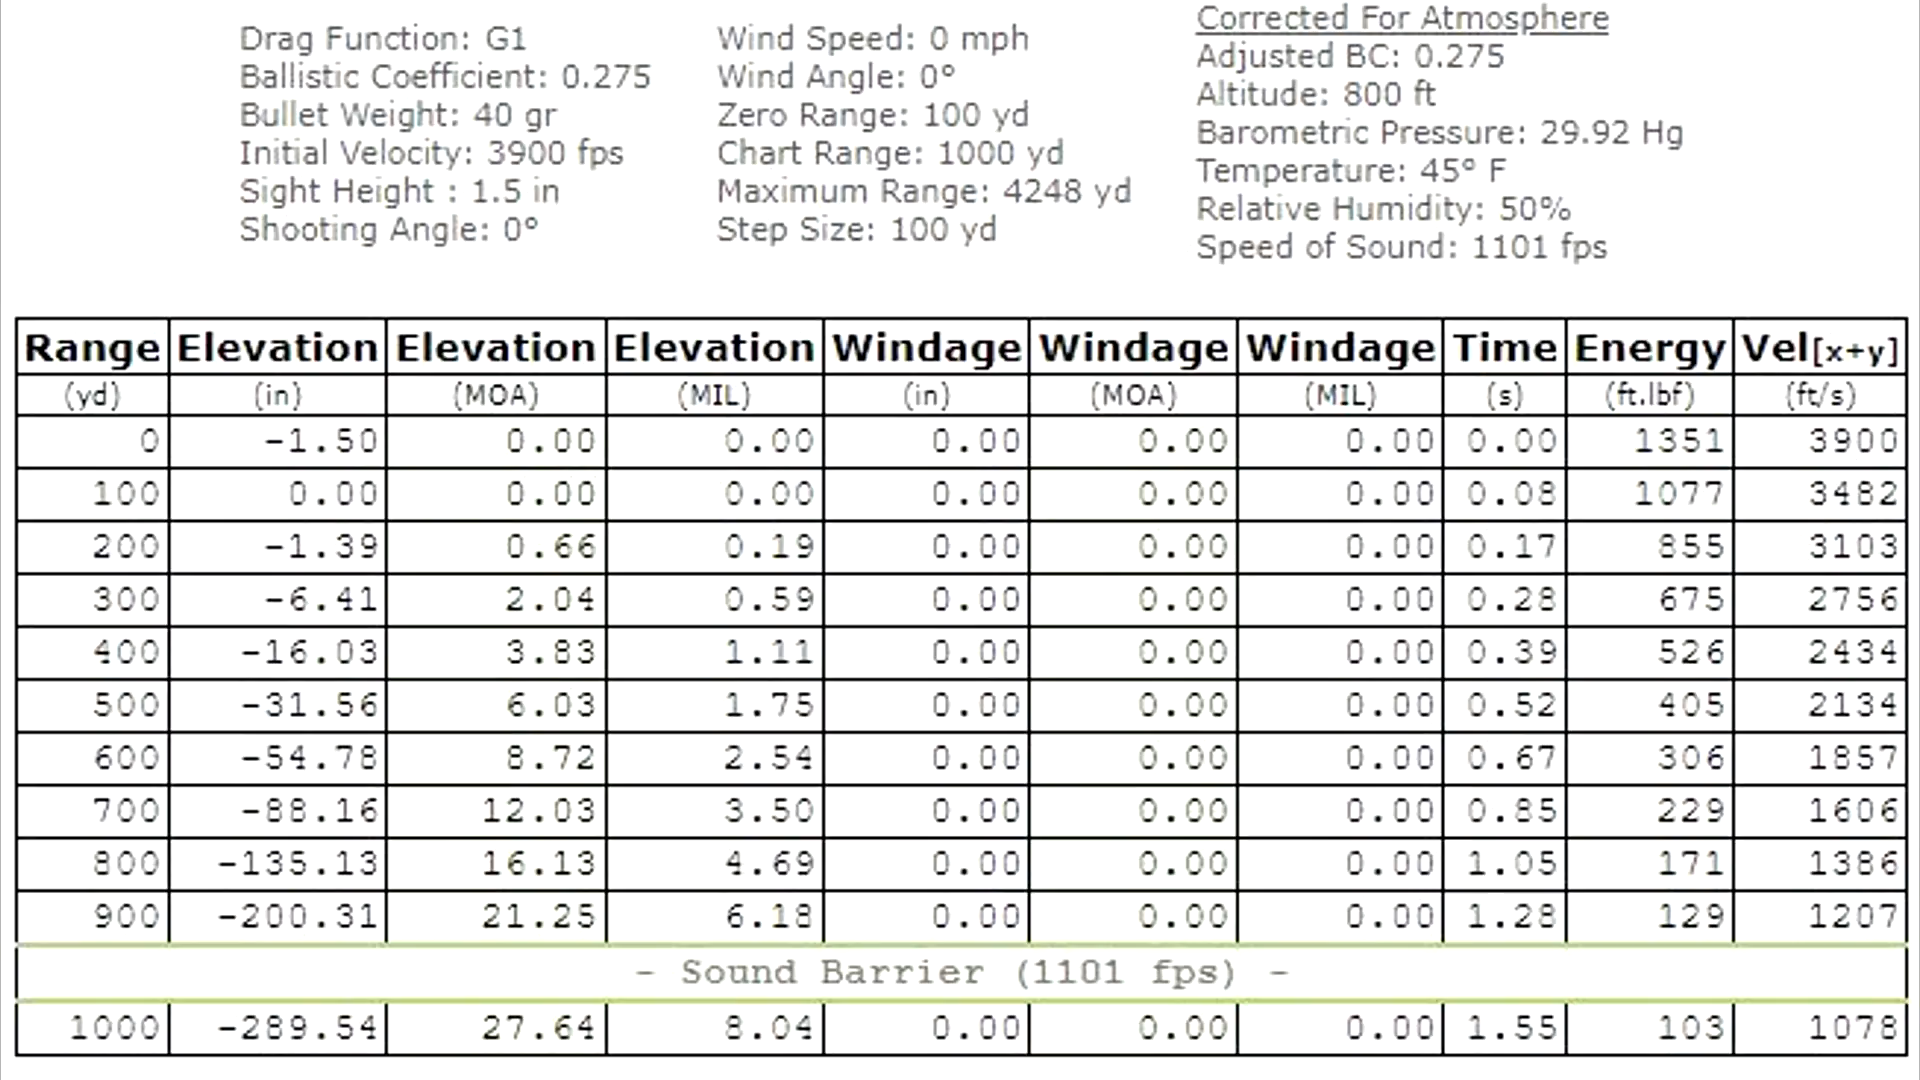 Drag Function: G1
Ballistic Coefficient: 0.275
Bullet Weight: 40 gr
Initial Velocity: 3900 fps
Sight Height : 1.5 in
Shooting Angle: 0°
Wind Speed: 0 mph
Wind Angle: 0°
Zero Range: 100 yd
Chart Range: 1000 yd
Maximum Range: 4248 yd
Step Size: 100 yd
Corrected For Atmosphere
Adjusted BC: 0.275
Altitude: 800 ft
Barometric Pressure: 29.92 Hg
Temperature: 45° F
Relative Humidity: 50%
Speed of Sound: 1101 fps
Range Elevation Elevation Elevation Windage Windage Windage Time Energy Vel[x+y]
(yd) (in) (MOA) (MIL) (in) (MOA) (MIL) (s) (ft.lbf) (ft/s)
0 -1.50 0.00 0.00 0.00 0.00 0.00 0.00 1351 3900
100 0.00 0.00 0.00 0.00 0.00 0.00 0.08 1077 3482
200 -1.39 0.66 0.19 0.00 0.00 0.00 0.17 855 3103
300 -6.41 2.04 0.59 0.00 0.00 0.00 0.28 675 2756
400 -16.03 3.83 1.11 0.00 0.00 0.00 0.39 526 2434
500 -31.56 6.03 1.75 0.00 0.00 0.00 0.52 405 2134
600 -54.78 8.72 2.54 0.00 0.00 0.00 0.67 306 1857
700 -88.16 12.03 3.50 0.00 0.00 0.00 0.85 229 1606
800 -135.13 16.13 4.69 0.00 0.00 0.00 1.05 171 1386
900 -200.31 21.25 6.18 0.00 0.00 0.00 1.28 129 1207
- Sound Barrier (1101 fps) -
1000 -289.54 27.64 8.04 0.00 0.00 0.00 1.55 103 1078